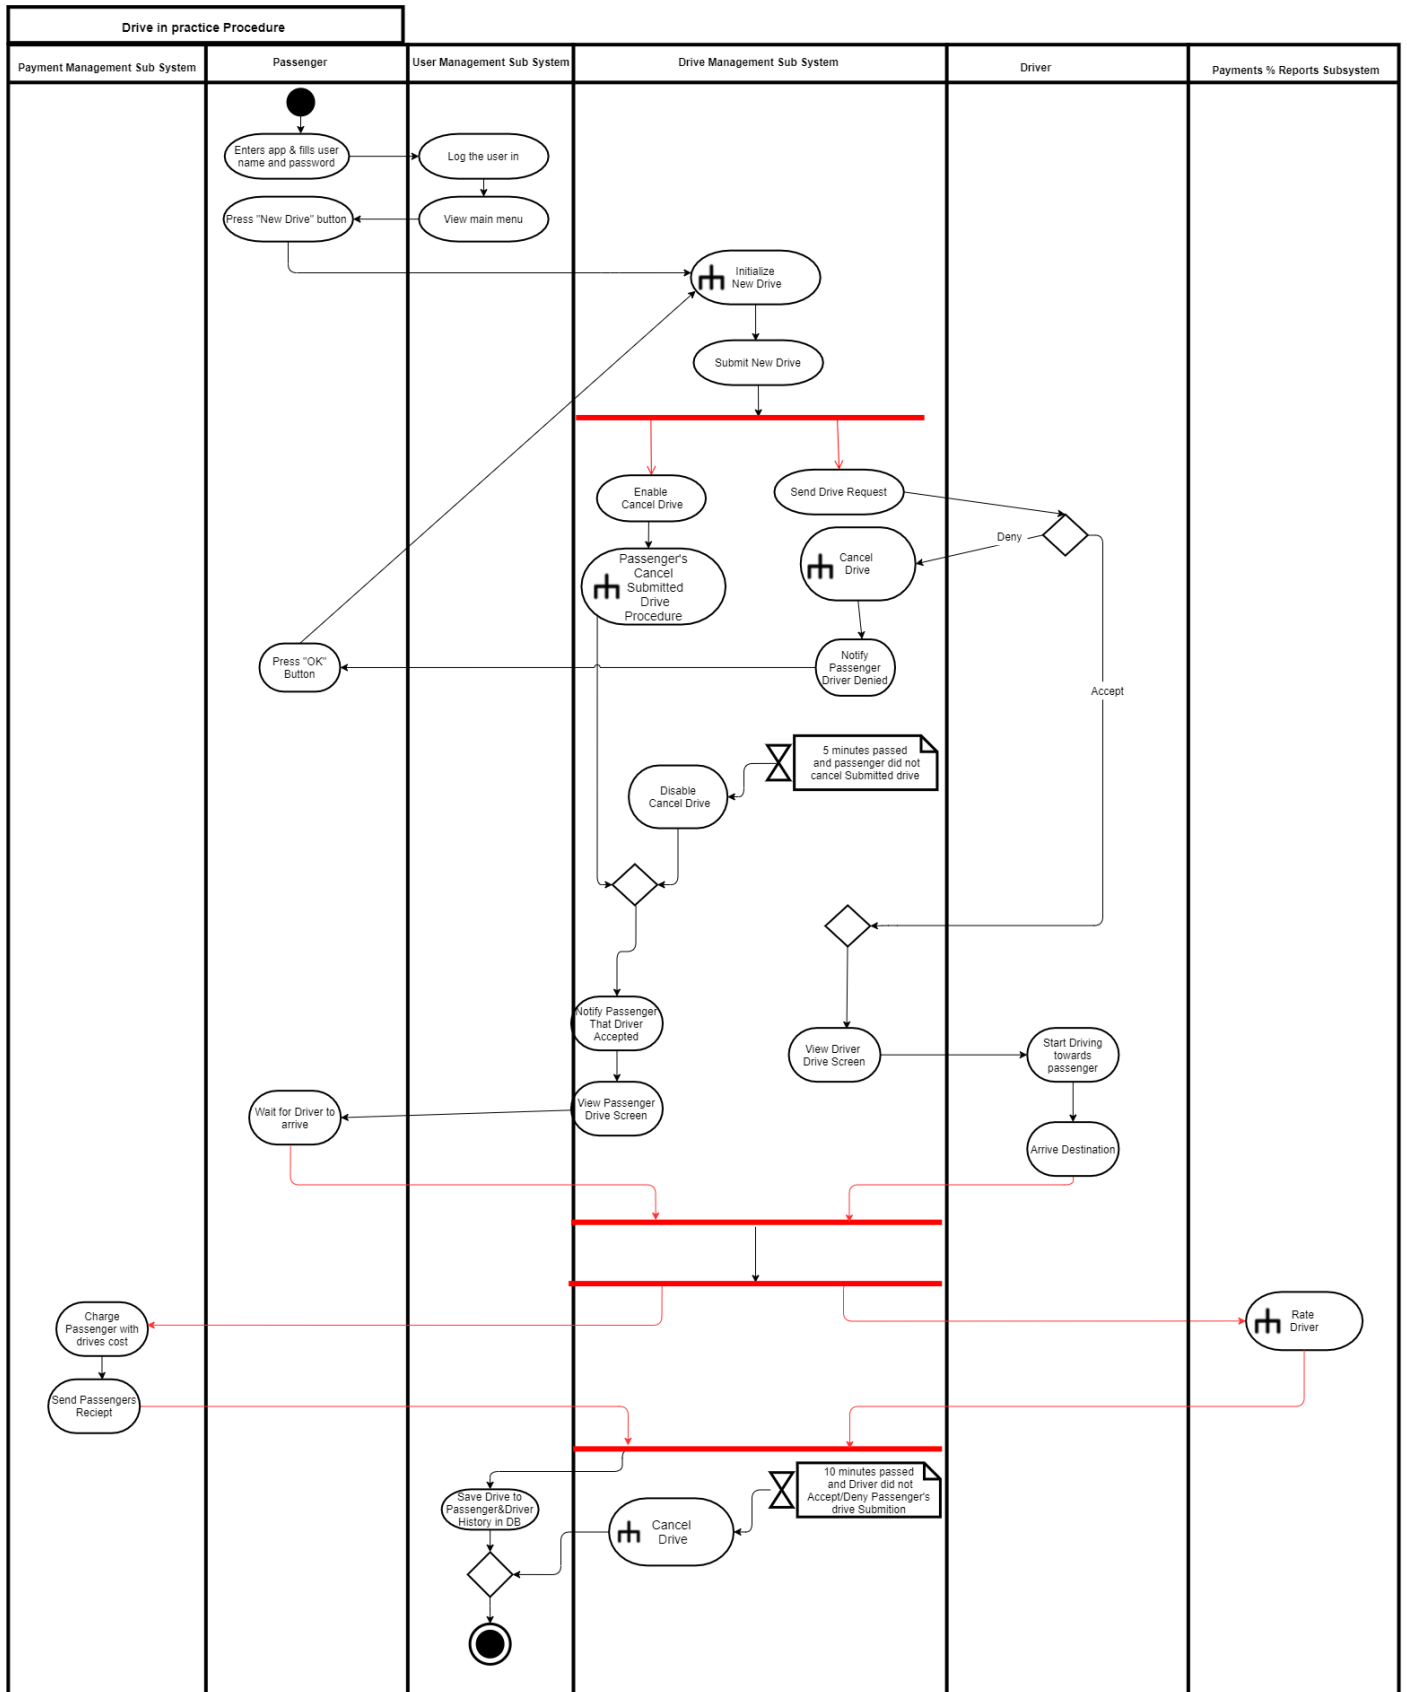 Drive in practice Procedure
Payment Management Sub System
Passenger
User Management Sub System
Drive Management Sub System
Driver
Payments % Reports Subsystem
Enters app & fills user
name and password
Log the user in
Press "New Drive" button
View main menu
Initialize
New Drive
Submit New Drive
Enable
Cancel Drive
Send Drive Request
Deny
Cancel
Drive
Passenger's
Cancel
Submitted
Drive
Procedure
Press "OK"
Button
Notify
Passenger
Driver Denied
Accept
5 minutes passed
and passenger did not
cancel Submitted drive
Disable
Cancel Drive
Notify Passenger
That Driver
Accepted
View Driver
Drive Screen
Start Driving
towards
passenger
Wait for Driver to
arrive
View Passenger
Drive Screen
Arrive Destination
Charge
Passenger with
drives cost
Rate
Driver
Send Passengers
Reciept
10 minutes passed
and Driver did not
Accept/Deny Passenger's
drive Submition
Save Drive to
Passenger&Driver
History in DB
Cancel
Drive